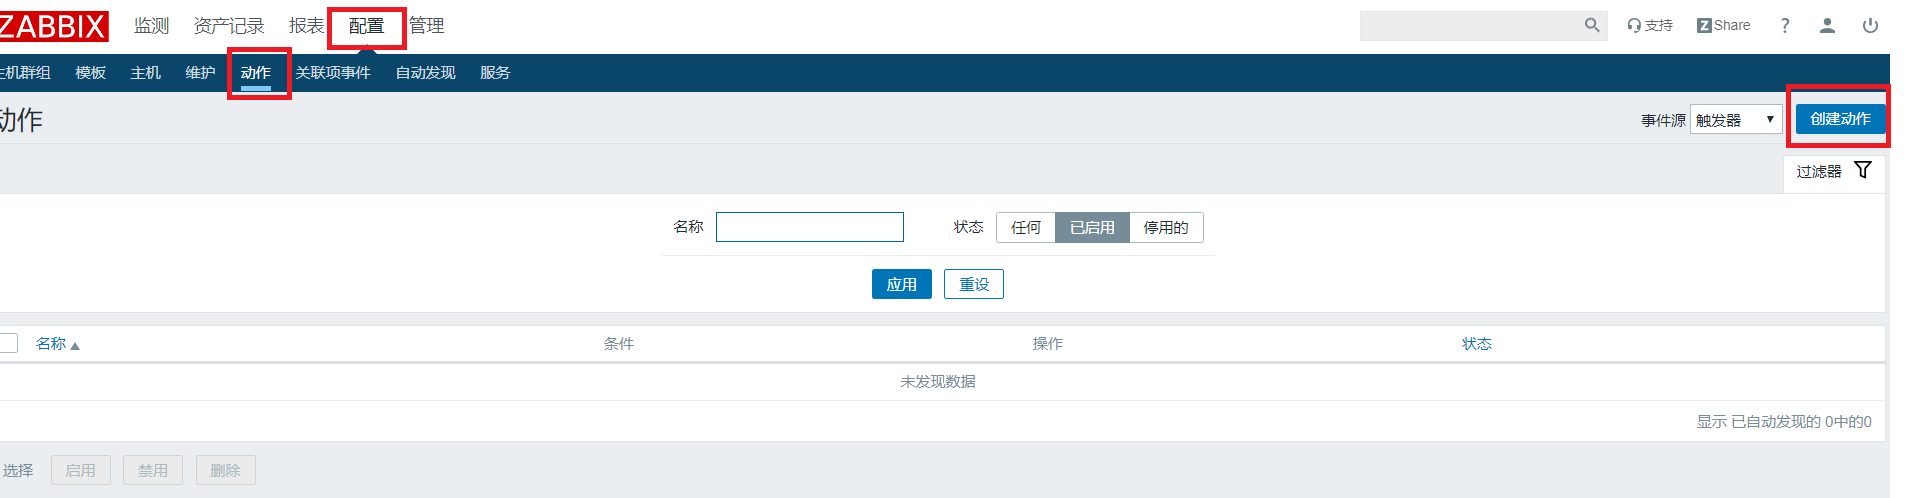 ZABBIX 监测 资产记录 报表 配置 管理 支持 Z Share ?
主机群组 模板 主机 维护 动作 关联项事件 自动发现 服务
动作 事件源 触发器 创建动作
过滤器
名称 状态 任何 已启用 停用的
应用 重设
名称 条件 操作 状态
未发现数据
显示 已自动发现的 0中的0
选择 启用 禁用 删除